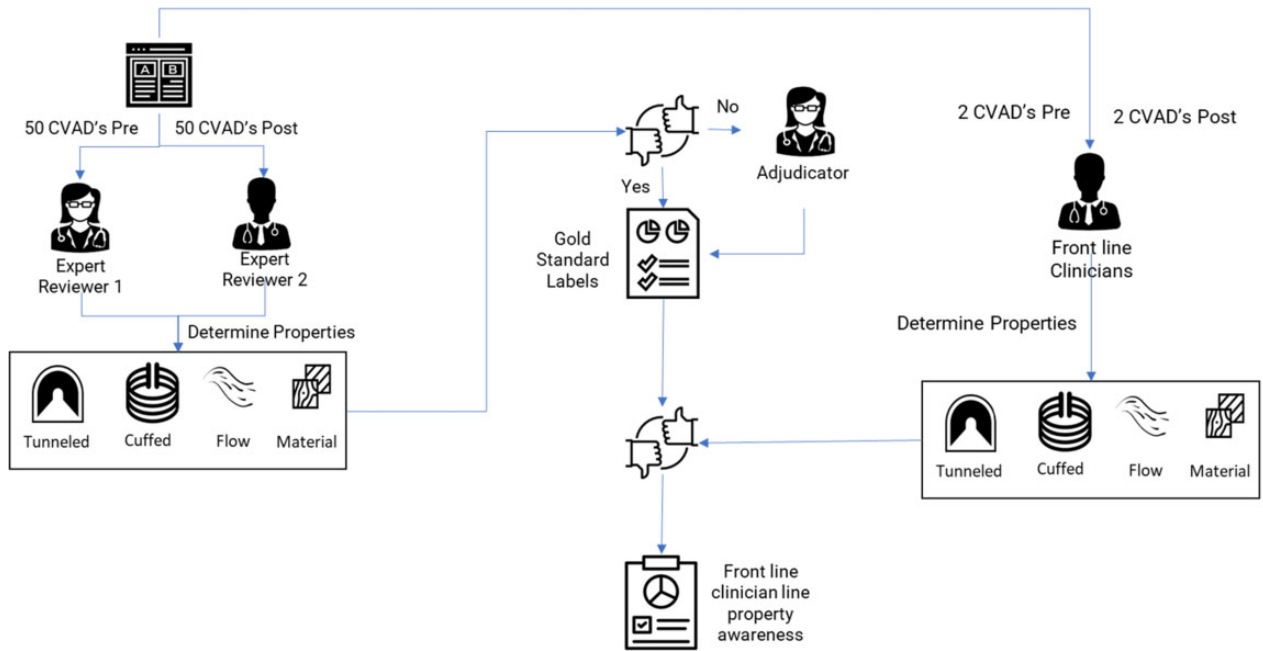 A B
50 CVAD's Pre
50 CVAD's Post
Expert
Reviewer 1
Expert
Reviewer 2
Determine Properties
Tunneled
Cuffed
Flow
Material
No
Adjudicator
Yes
Gold
Standard
Labels
2 CVAD's Pre
2 CVAD's Post
Front line
Clinicians
Determine Properties
Tunneled
Cuffed
Flow
Material
Front line
clinician line
property
awareness